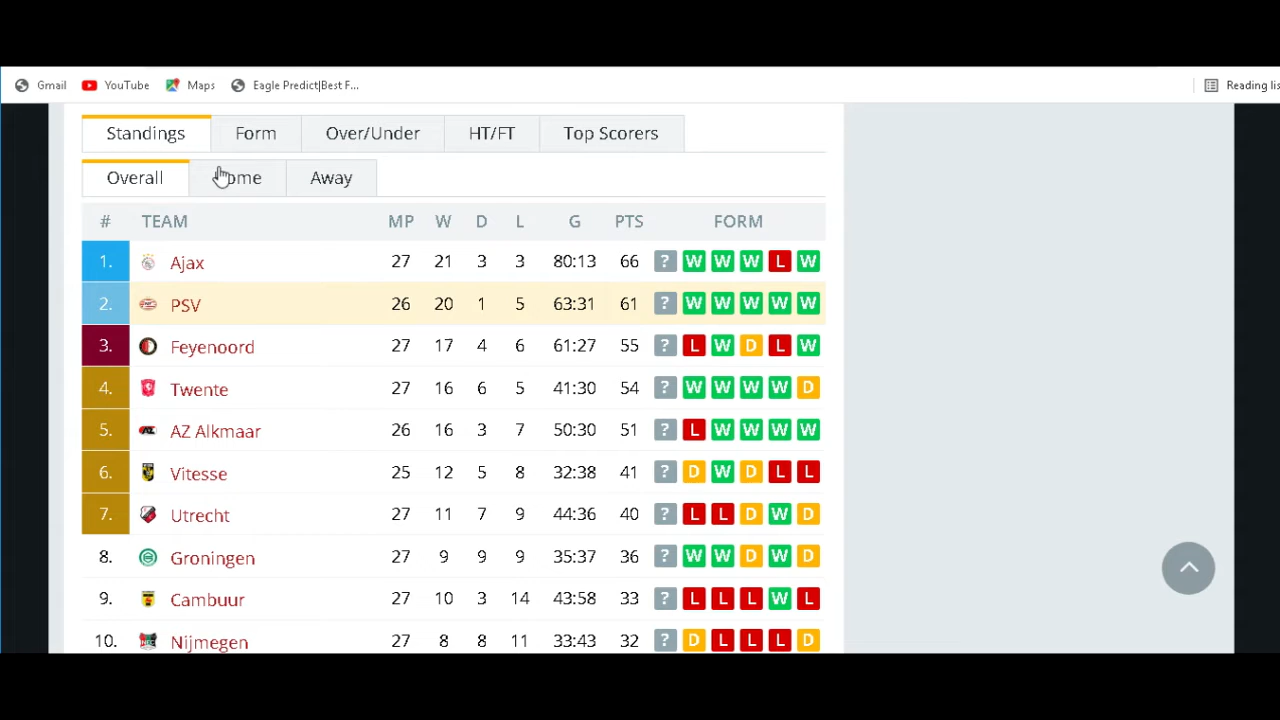 Gmail YouTube Maps Eagle Predict|Best F... Reading lis
Standings Form Over/Under HT/FT Top Scorers
Overall ome Away
# TEAM MP W D L G PTS FORM
1. Ajax 27 21 3 3 80:13 66 ? W W W L W
2. PSV 26 20 1 5 63:31 61 ? W W W W W
3. Feyenoord 27 17 4 6 61:27 55 ? L W D L W
4. Twente 27 16 6 5 41:30 54 ? W W W W D
5. AZ Alkmaar 26 16 3 7 50:30 51 ? L W W W W
6. Vitesse 25 12 5 8 32:38 41 ? D W D L L
7. Utrecht 27 11 7 9 44:36 40 ? L L D W D
8. Groningen 27 9 9 9 35:37 36 ? W W D W D
9. Cambuur 27 10 3 14 43:58 33 ? L L L W L
10. Nijmegen 27 8 8 11 33:43 32 ? D L L L D